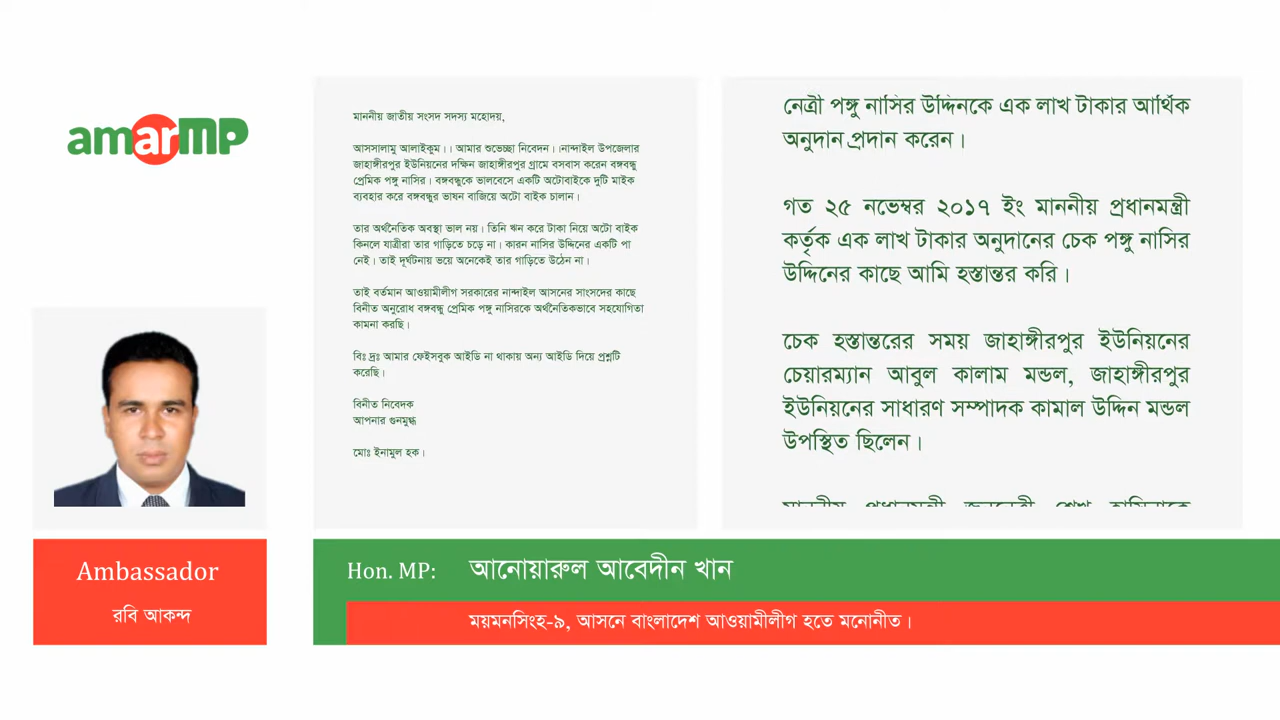 amarMP
মাননীয় জাতীয় সংসদ সদস্য মহোদয়,
আসসালামু আলাইকুম।। আমার শুভেচ্ছা নিবেদন।।নান্দাইল উপজেলার
জাহাঙ্গীরপুর ইউনিয়নের দক্ষিন জাহাঙ্গীরপুর গ্রামে বসবাস করেন বঙ্গবন্ধু
প্রেমিক পঙ্গু নাসির। বঙ্গবন্ধুকে ভালবেসে একটি অটোবাইকে দুটি মাইক
ব্যবহার করে বঙ্গবন্ধুর ভাষন বাজিয়ে অটো বাইক চালান।
তার অর্থনৈতিক অবস্থা ভাল নয়। তিনি ঋন করে টাকা নিয়ে অটো বাইক
কিনলে যাত্রীরা তার গাড়িতে চড়ে না। কারন নাসির উদ্দিনের একটি পা
নেই। তাই দূর্ঘটনায় ভয়ে অনেকেই তার গাড়িতে উঠেন না।
তাই বর্তমান আওয়ামীলীগ সরকারের নান্দাইল আসনের সাংসদের কাছে
বিনীত অনুরোধ বঙ্গবন্ধু প্রেমিক পঙ্গু নাসিরকে অর্থনৈতিকভাবে সহযোগিতা
কামনা করছি।
বিঃ দ্রঃ আমার ফেইসবুক আইডি না থাকায় অন্য আইডি দিয়ে প্রশ্নটি
করেছি।
বিনীত নিবেদক
আপনার গুনমুগ্ধ
মোঃ ইনামুল হক।
নেত্রী পঙ্গু নাসির উদ্দিনকে এক লাখ টাকার আর্থিক
অনুদান প্রদান করেন।
গত ২৫ নভেম্বর ২০১৭ ইং মাননীয় প্রধানমন্ত্রী
কর্তৃক এক লাখ টাকার অনুদানের চেক পঙ্গু নাসির
উদ্দিনের কাছে আমি হস্তান্তর করি।
চেক হস্তান্তরের সময় জাহাঙ্গীরপুর ইউনিয়নের
চেয়ারম্যান আবুল কালাম মন্ডল, জাহাঙ্গীরপুর
ইউনিয়নের সাধারণ সম্পাদক কামাল উদ্দিন মন্ডল
উপস্থিত ছিলেন।
মাননীয় প্রধানমন্ত্রী জননেত্রী শেখ হাসিনাকে
Ambassador
রবি আকন্দ
Hon. MP: আনোয়ারুল আবেদীন খান
ময়মনসিংহ-৯, আসনে বাংলাদেশ আওয়ামীলীগ হতে মনোনীত।